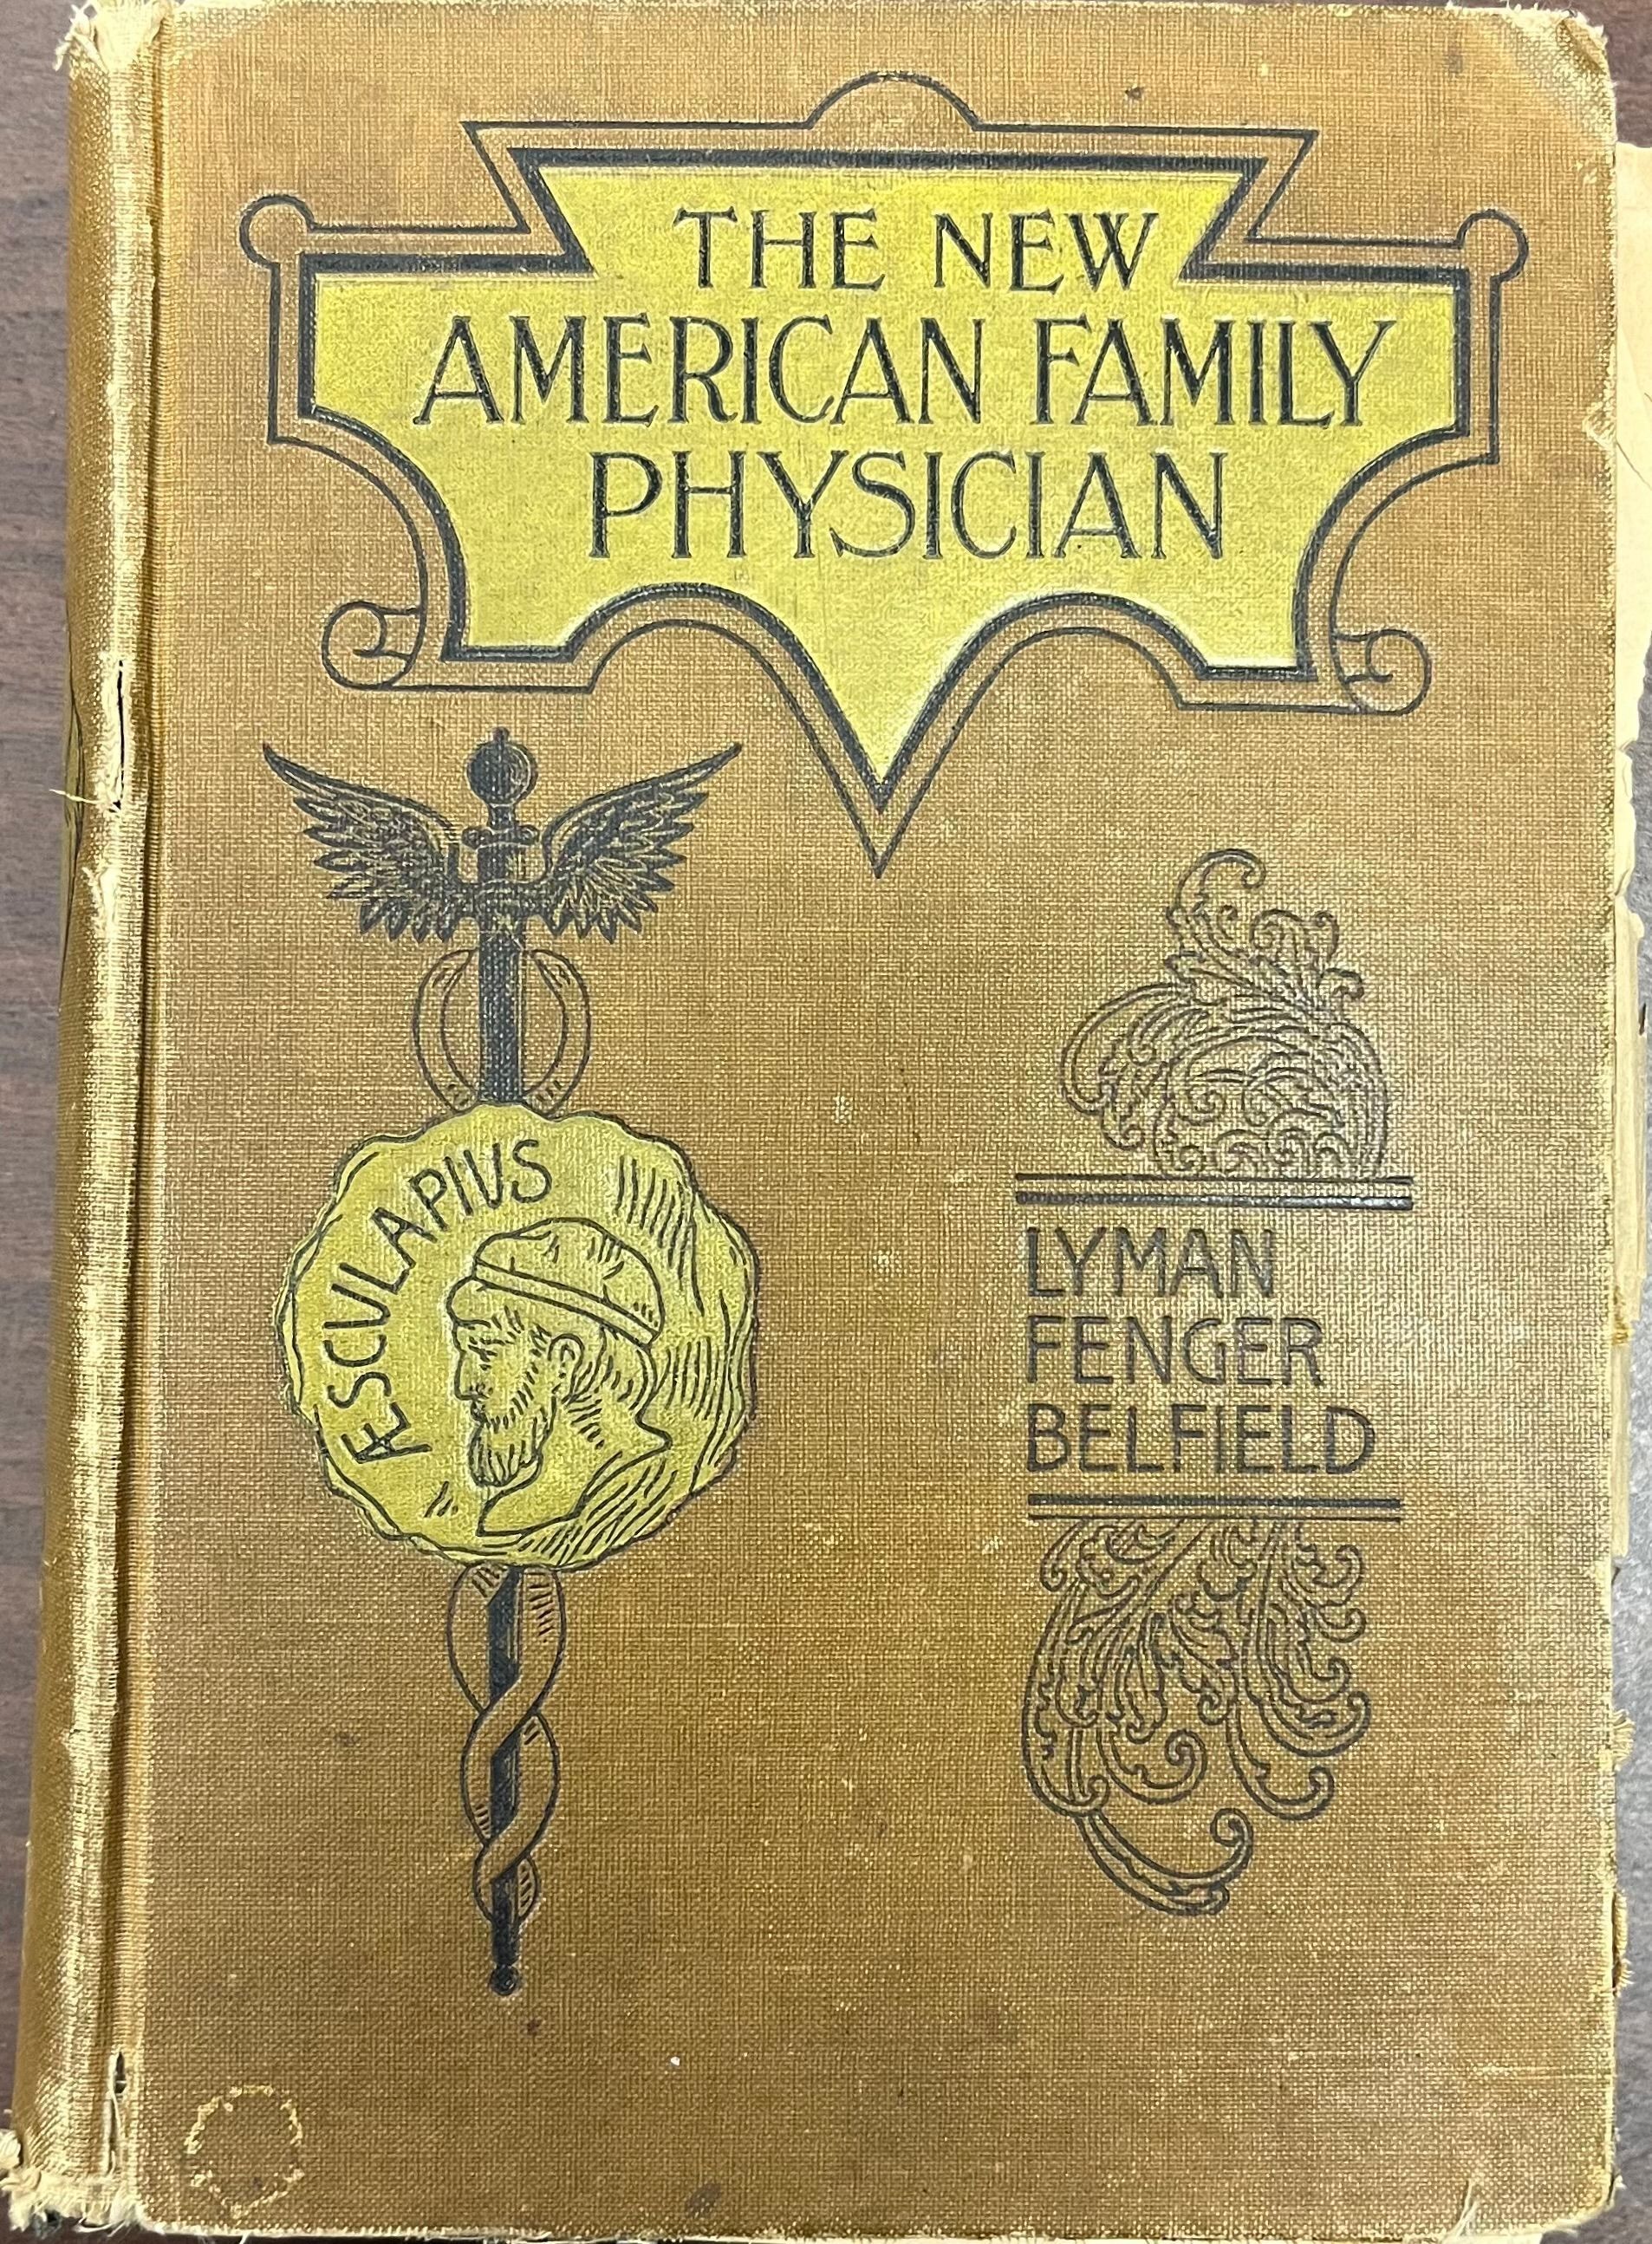 THE NEW
AMERICAN FAMILY
PHYSICIAN
ÆSCULAPIUS
LYMAN
FENGER
BELFIELD